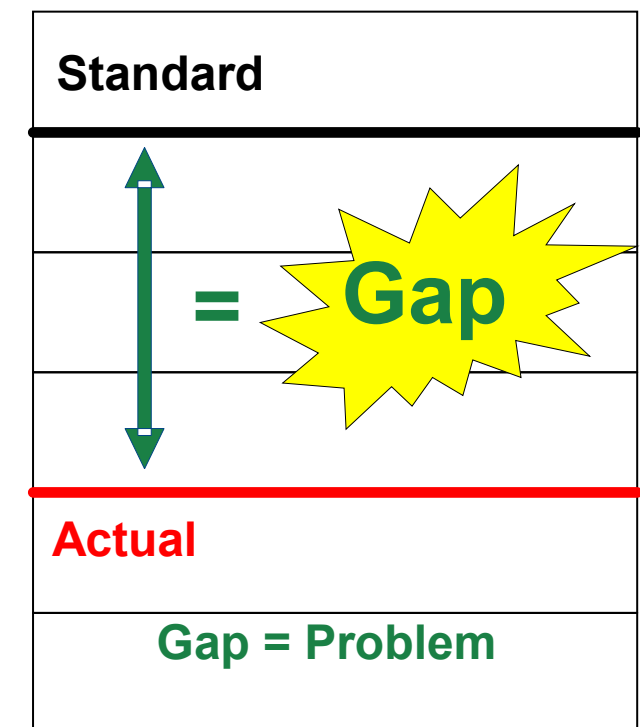 Standard
= Gap
Actual
Gap = Problem